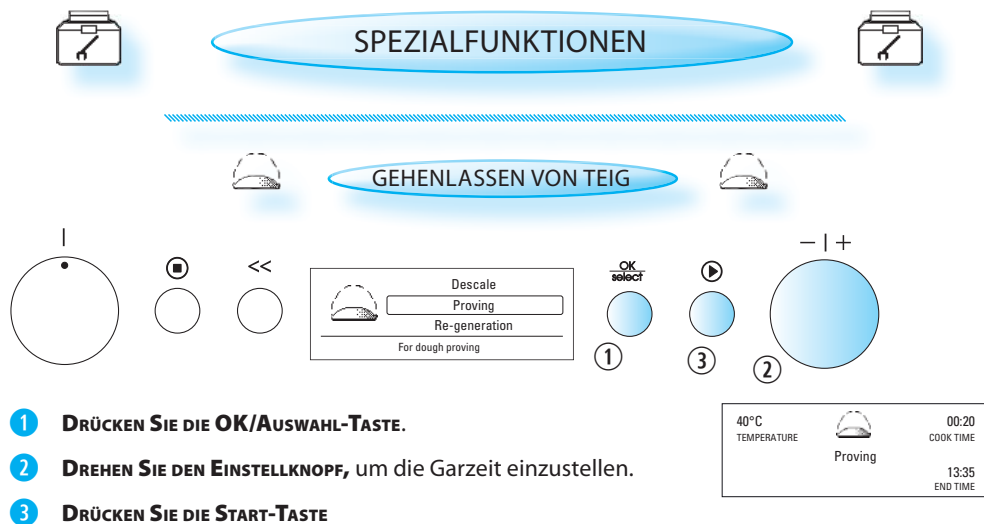 SPEZIALFUNKTIONEN
GEHENLASSEN VON TEIG
|
− | +
<<
OK
select
Descale
Proving
Re-generation
For dough proving
① ③ ②
1 DRÜCKEN SIE DIE OK/AUSWAHL-TASTE.
2 DREHEN SIE DEN EINSTELLKNOPF, um die Garzeit einzustellen.
3 DRÜCKEN SIE DIE START-TASTE
40°C 00:20
TEMPERATURE COOK TIME
Proving
13:35
END TIME